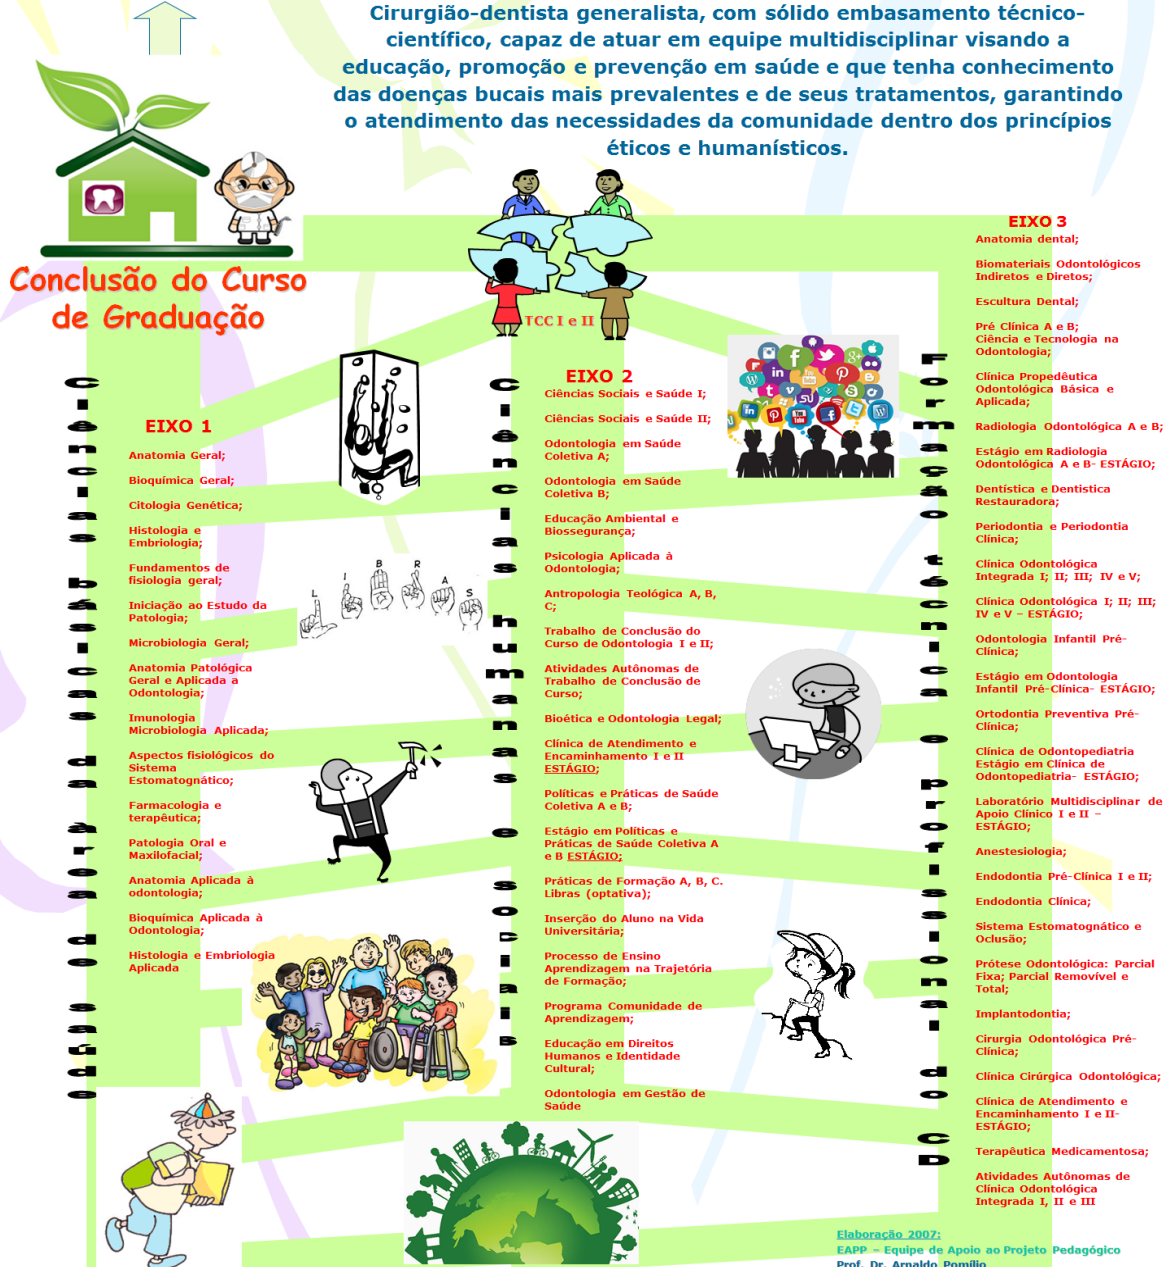 Cirurgião-dentista generalista, com sólido embasamento técnico-
científico, capaz de atuar em equipe multidisciplinar visando a
educação, promoção e prevenção em saúde e que tenha conhecimento
das doenças bucais mais prevalentes e de seus tratamentos, garantindo
o atendimento das necessidades da comunidade dentro dos princípios
éticos e humanísticos.
Conclusão do Curso
de Graduação
TCC I e II
Ciências básicas da área de saúde
EIXO 1
Anatomia Geral;
Bioquímica Geral;
Citologia Genética;
Histologia e
Embriologia;
Fundamentos de
fisiologia geral;
Iniciação ao Estudo da
Patologia;
Microbiologia Geral;
Anatomia Patológica
Geral e Aplicada a
Odontologia;
Imunologia
Microbiologia Aplicada;
Aspectos fisiológicos do
Sistema
Estomatognático;
Farmacologia e
terapêutica;
Patologia Oral e
Maxilofacial;
Anatomia Aplicada à
odontologia;
Bioquímica Aplicada à
Odontologia;
Histologia e Embriologia
Aplicada
L I B R A S
Ciências humanas e sociais
EIXO 2
Ciências Sociais e Saúde I;
Ciências Sociais e Saúde II;
Odontologia em Saúde
Coletiva A;
Odontologia em Saúde
Coletiva B;
Educação Ambiental e
Biossegurança;
Psicologia Aplicada à
Odontologia;
Antropologia Teológica A, B,
C;
Trabalho de Conclusão do
Curso de Odontologia I e II;
Atividades Autônomas de
Trabalho de Conclusão de
Curso;
Bioética e Odontologia Legal;
Clínica de Atendimento e
Encaminhamento I e II
ESTÁGIO;
Políticas e Práticas de Saúde
Coletiva A e B;
Estágio em Políticas e
Práticas de Saúde Coletiva A
e B ESTÁGIO;
Práticas de Formação A, B, C.
Libras (optativa);
Inserção do Aluno na Vida
Universitária;
Processo de Ensino
Aprendizagem na Trajetória
de Formação;
Programa Comunidade de
Aprendizagem;
Educação em Direitos
Humanos e Identidade
Cultural;
Odontologia em Gestão de
Saúde
Formação técnica e profissional do CD
EIXO 3
Anatomia dental;
Biomateriais Odontológicos
Indiretos e Diretos;
Escultura Dental;
Pré Clínica A e B;
Ciência e Tecnologia na
Odontologia;
Clínica Propedêutica
Odontológica Básica e
Aplicada;
Radiologia Odontológica A e B;
Estágio em Radiologia
Odontológica A e B- ESTÁGIO;
Dentística e Dentistica
Restauradora;
Periodontia e Periodontia
Clínica;
Clínica Odontológica
Integrada I; II; III; IV e V;
Clínica Odontológica I; II; III;
IV e V – ESTÁGIO;
Odontologia Infantil Pré-
Clínica;
Estágio em Odontologia
Infantil Pré-Clínica- ESTÁGIO;
Ortodontia Preventiva Pré-
Clínica;
Clínica de Odontopediatria
Estágio em Clínica de
Odontopediatria- ESTÁGIO;
Laboratório Multidisciplinar de
Apoio Clínico I e II –
ESTÁGIO;
Anestesiologia;
Endodontia Pré-Clínica I e II;
Endodontia Clínica;
Sistema Estomatognático e
Oclusão;
Prótese Odontológica: Parcial
Fixa; Parcial Removível e
Total;
Implantodontia;
Cirurgia Odontológica Pré-
Clínica;
Clínica Cirúrgica Odontológica;
Clínica de Atendimento e
Encaminhamento I e II-
ESTÁGIO;
Terapêutica Medicamentosa;
Atividades Autônomas de
Clínica Odontológica
Integrada I, II e III
Elaboração 2007:
EAPP – Equipe de Apoio ao Projeto Pedagógico
Prof. Dr. Arnaldo Pomílio